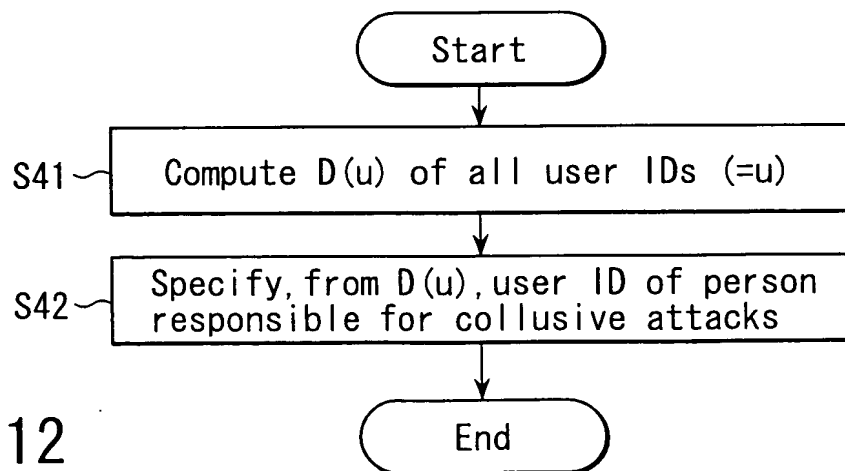 Start
S41
Compute D(u) of all user IDs (=u)
S42
Specify, from D(u), user ID of person
responsible for collusive attacks
End
12